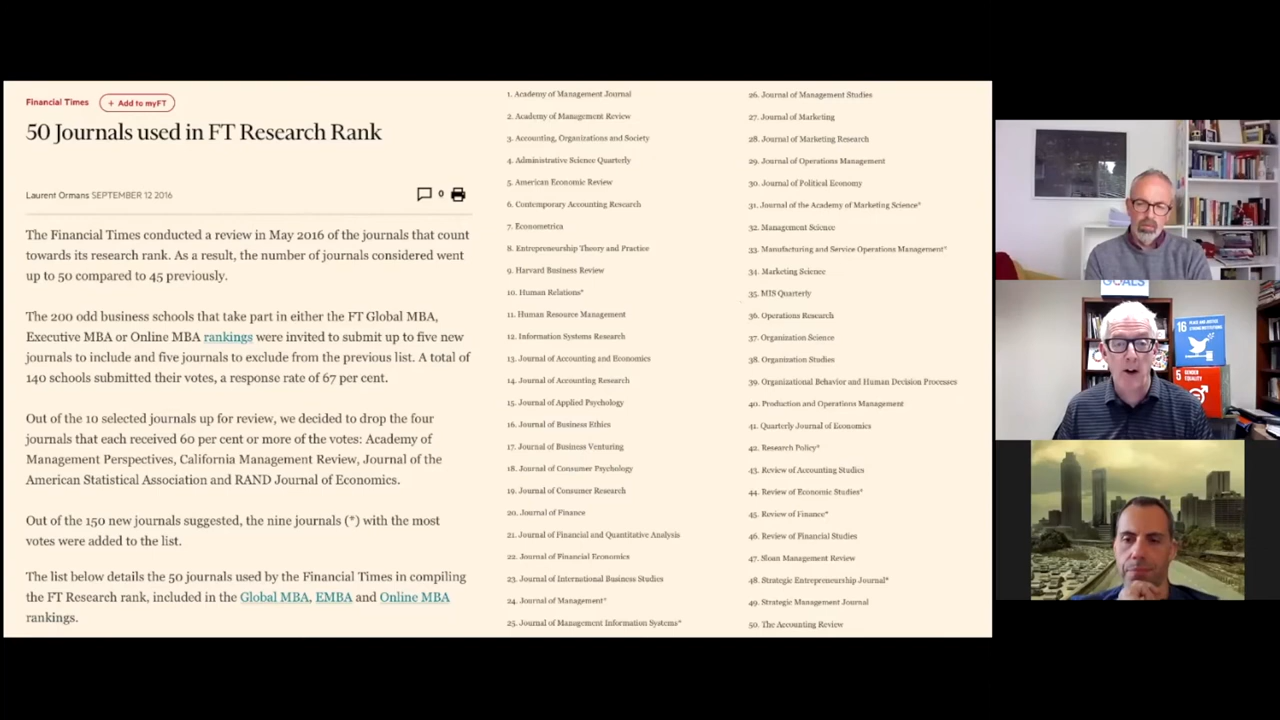 Financial Times
+ Add to myFT
50 Journals used in FT Research Rank
Laurent Ormans SEPTEMBER 12 2016
0
The Financial Times conducted a review in May 2016 of the journals that count
towards its research rank. As a result, the number of journals considered went
up to 50 compared to 45 previously.
The 200 odd business schools that take part in either the FT Global MBA,
Executive MBA or Online MBA rankings were invited to submit up to five new
journals to include and five journals to exclude from the previous list. A total of
140 schools submitted their votes, a response rate of 67 per cent.
Out of the 10 selected journals up for review, we decided to drop the four
journals that each received 60 per cent or more of the votes: Academy of
Management Perspectives, California Management Review, Journal of the
American Statistical Association and RAND Journal of Economics.
Out of the 150 new journals suggested, the nine journals (*) with the most
votes were added to the list.
The list below details the 50 journals used by the Financial Times in compiling
the FT Research rank, included in the Global MBA, EMBA and Online MBA
rankings.
1. Academy of Management Journal
2. Academy of Management Review
3. Accounting, Organizations and Society
4. Administrative Science Quarterly
5. American Economic Review
6. Contemporary Accounting Research
7. Econometrica
8. Entrepreneurship Theory and Practice
9. Harvard Business Review
10. Human Relations*
11. Human Resource Management
12. Information Systems Research
13. Journal of Accounting and Economics
14. Journal of Accounting Research
15. Journal of Applied Psychology
16. Journal of Business Ethics
17. Journal of Business Venturing
18. Journal of Consumer Psychology
19. Journal of Consumer Research
20. Journal of Finance
21. Journal of Financial and Quantitative Analysis
22. Journal of Financial Economics
23. Journal of International Business Studies
24. Journal of Management*
25. Journal of Management Information Systems*
26. Journal of Management Studies
27. Journal of Marketing
28. Journal of Marketing Research
29. Journal of Operations Management
30. Journal of Political Economy
31. Journal of the Academy of Marketing Science*
32. Management Science
33. Manufacturing and Service Operations Management*
34. Marketing Science
35. MIS Quarterly
36. Operations Research
37. Organization Science
38. Organization Studies
39. Organizational Behavior and Human Decision Processes
40. Production and Operations Management
41. Quarterly Journal of Economics
42. Research Policy*
43. Review of Accounting Studies
44. Review of Economic Studies*
45. Review of Finance*
46. Review of Financial Studies
47. Sloan Management Review
48. Strategic Entrepreneurship Journal*
49. Strategic Management Journal
50. The Accounting Review
GOALS
16 PEACE AND JUSTICE
STRONG INSTITUTIONS
5 GENDER
EQUALITY